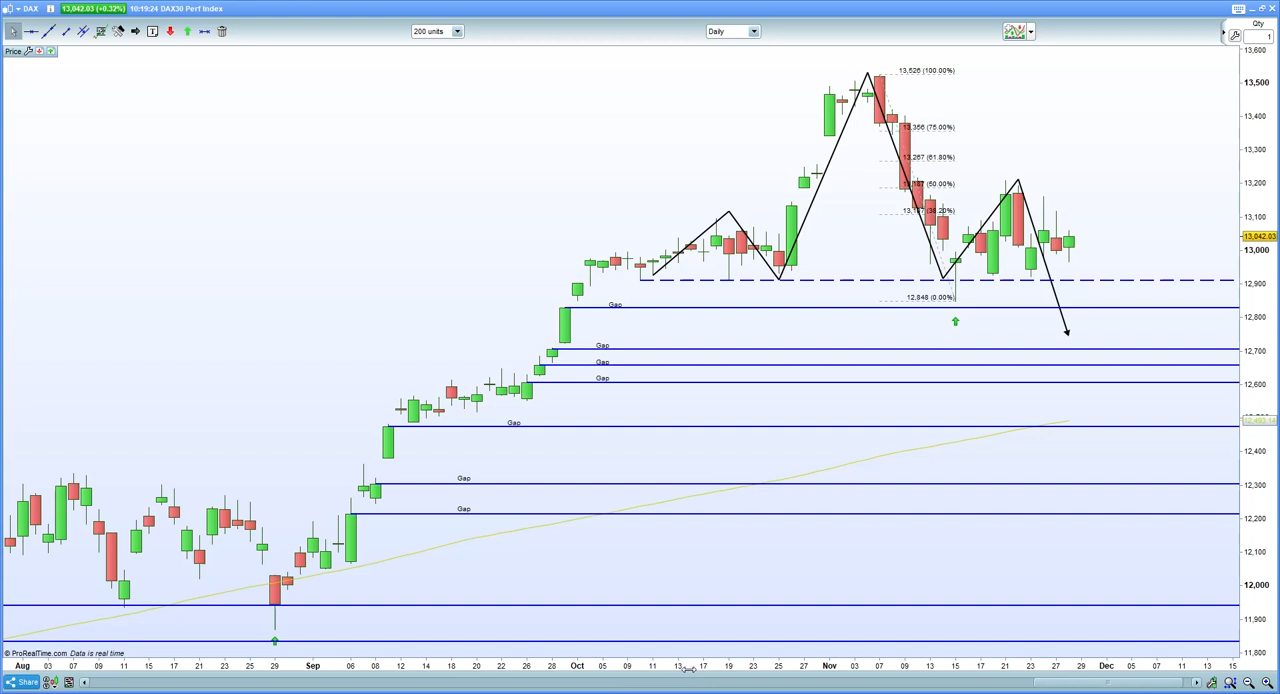 DAX 13,042.03 (+0.32%) 10:19:24 DAX30 Perf Index
200 units
Daily
Qty
1
Price
13,600
13,500
13,400
13,300
13,200
13,100
13,042.03
13,000
12,900
12,800
12,700
12,600
12,400
12,300
12,200
12,100
12,000
11,900
11,800
13,526 (100.00%)
13,356 (75.00%)
13,267 (61.80%)
13,187 (50.00%)
(38.20%)
12,848 (0.00%)
Gap
Gap
Gap
Gap
Gap
Gap
Gap
© ProRealTime.com Data is real time
Aug 03 07 09 11 15 17 21 23 25 29 Sep 06 08 12 14 18 20 22 26 28 Oct 05 09 11 13 17 19 23 25 27 Nov 03 07 09 13 15 17 21 23 27 29 Dec 05 07 11 13 15
Share